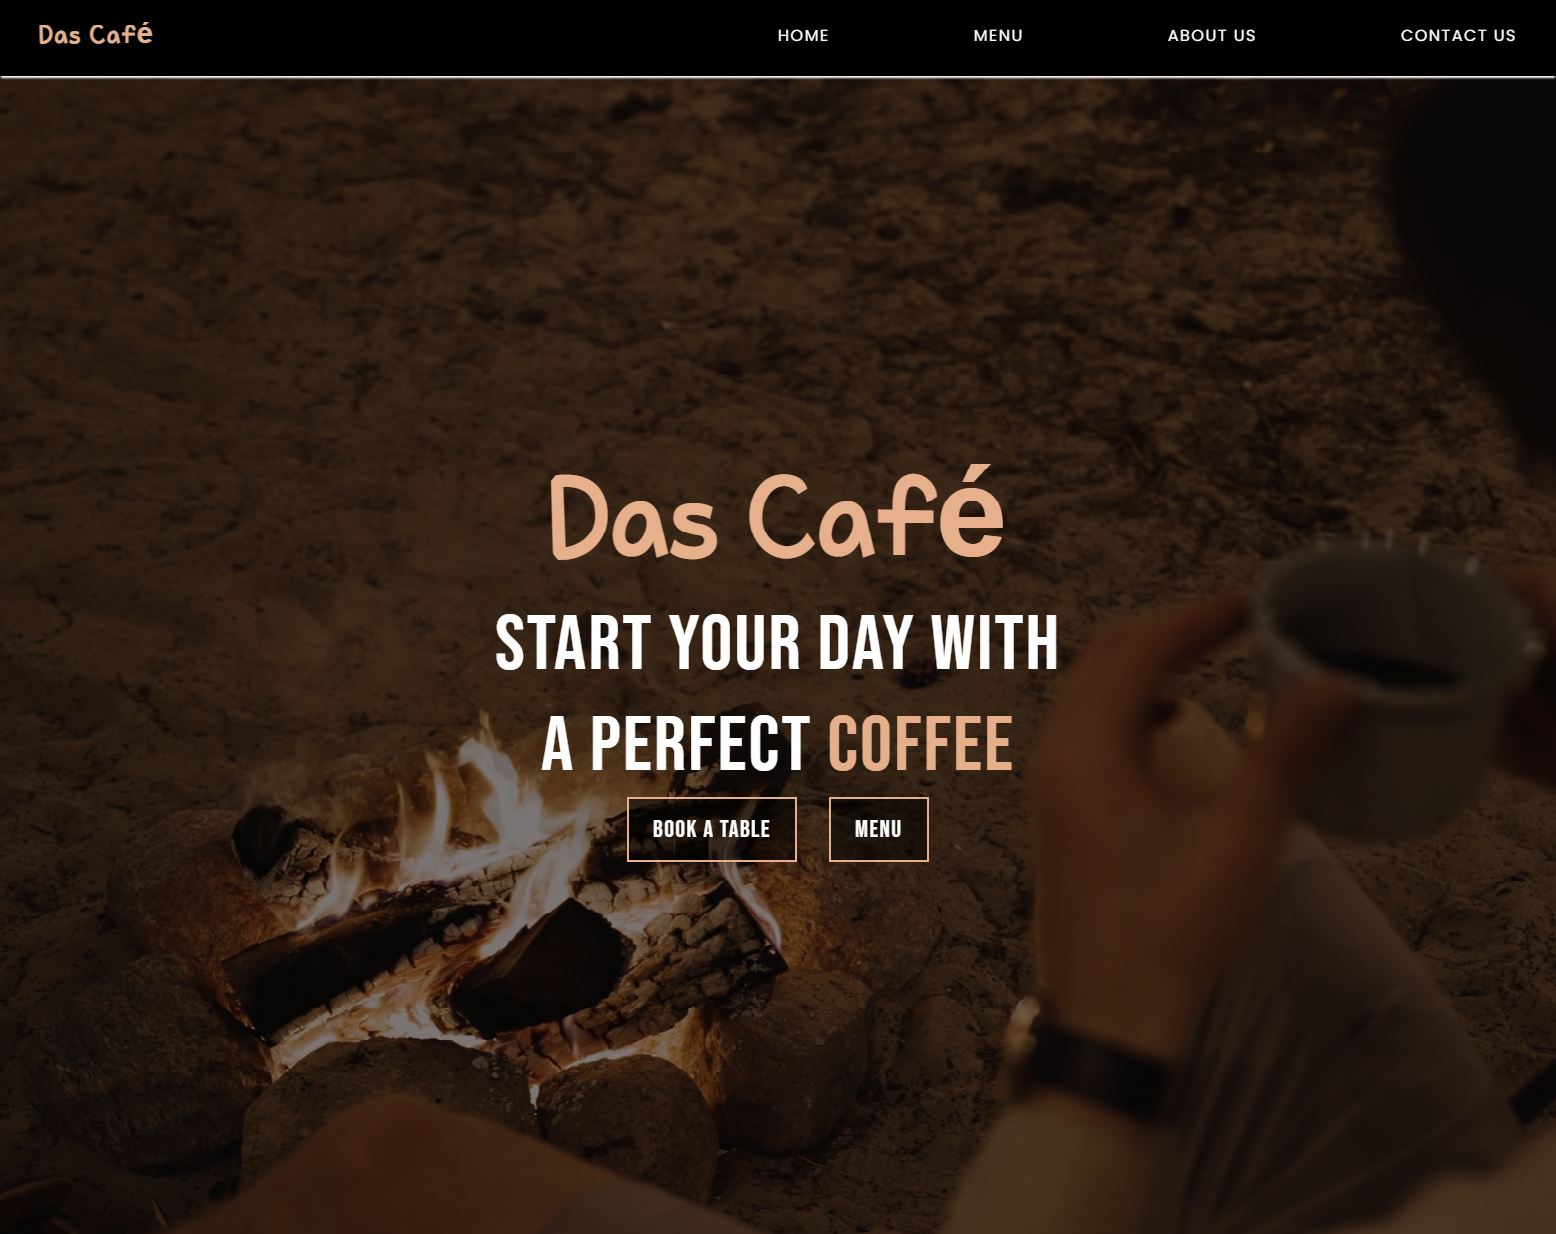 Das Café
HOME MENU ABOUT US CONTACT US
Das Café
START YOUR DAY WITH
A PERFECT COFFEE
BOOK A TABLE MENU